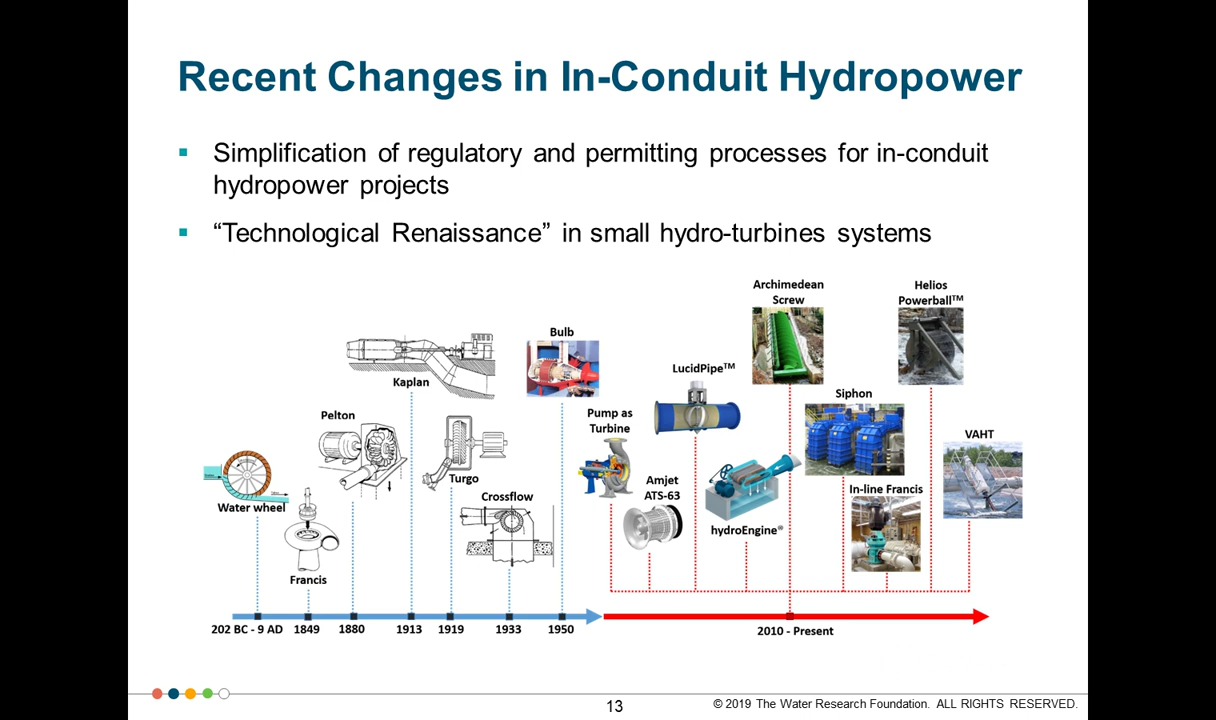 Recent Changes in In-Conduit Hydropower
Simplification of regulatory and permitting processes for in-conduit
hydropower projects
“Technological Renaissance” in small hydro-turbines systems
Archimedean
Screw
Helios
Powerball™
Bulb
LucidPipe™
Kaplan
Siphon
Pelton
Pump as
Turbine
VAHT
Turgo
Amjet
ATS-63
Crossflow
In-line Francis
Water wheel
hydroEngine®
Francis
202 BC - 9 AD
1849
1880
1913
1919
1933
1950
2010 - Present
13
© 2019 The Water Research Foundation. ALL RIGHTS RESERVED.